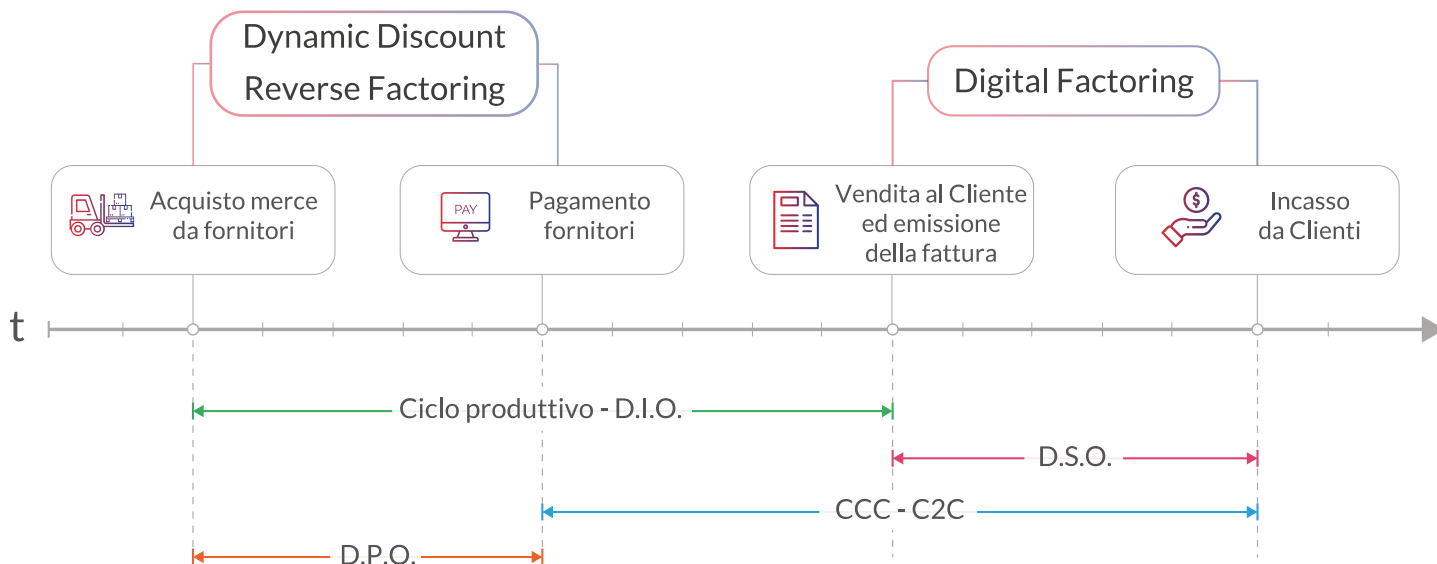 Dynamic Discount
Reverse Factoring
Digital Factoring
Acquisto merce
da fornitori
PAY
Pagamento
fornitori
Vendita al Cliente
ed emissione
della fattura
$
Incasso
da Clienti
t
Ciclo produttivo - D.I.O.
D.S.O.
CCC - C2C
D.P.O.